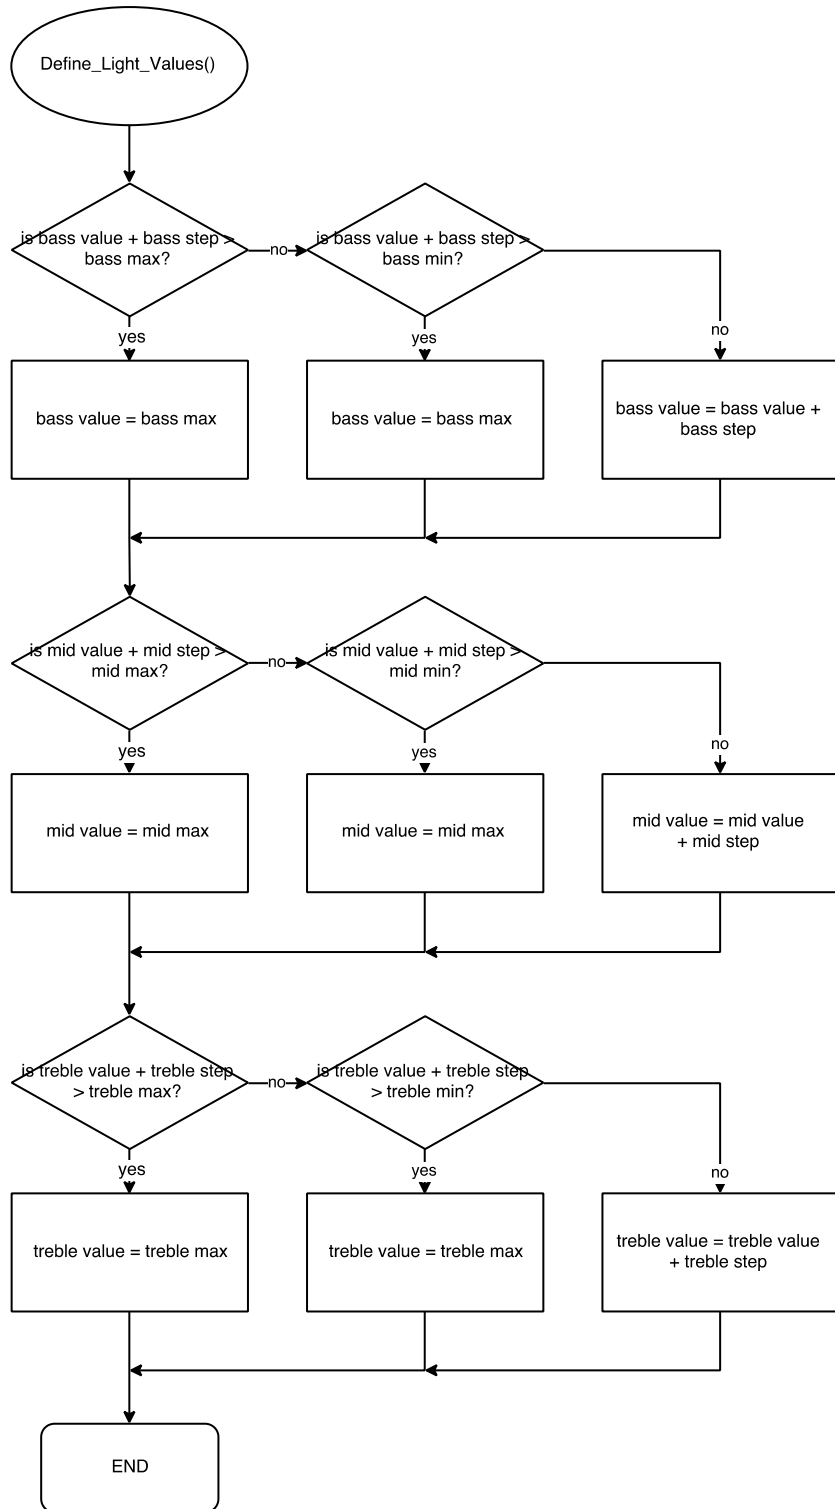 Define_Light_Values()
is bass value + bass step >
bass max?
no
is bass value + bass step >
bass min?
yes
yes
no
bass value = bass max
bass value = bass max
bass value = bass value +
bass step
is mid value + mid step >
mid max?
no
is mid value + mid step >
mid min?
yes
yes
no
mid value = mid max
mid value = mid max
mid value = mid value
+ mid step
is treble value + treble step
> treble max?
no
is treble value + treble step
> treble min?
yes
yes
no
treble value = treble max
treble value = treble max
treble value = treble value
+ treble step
END